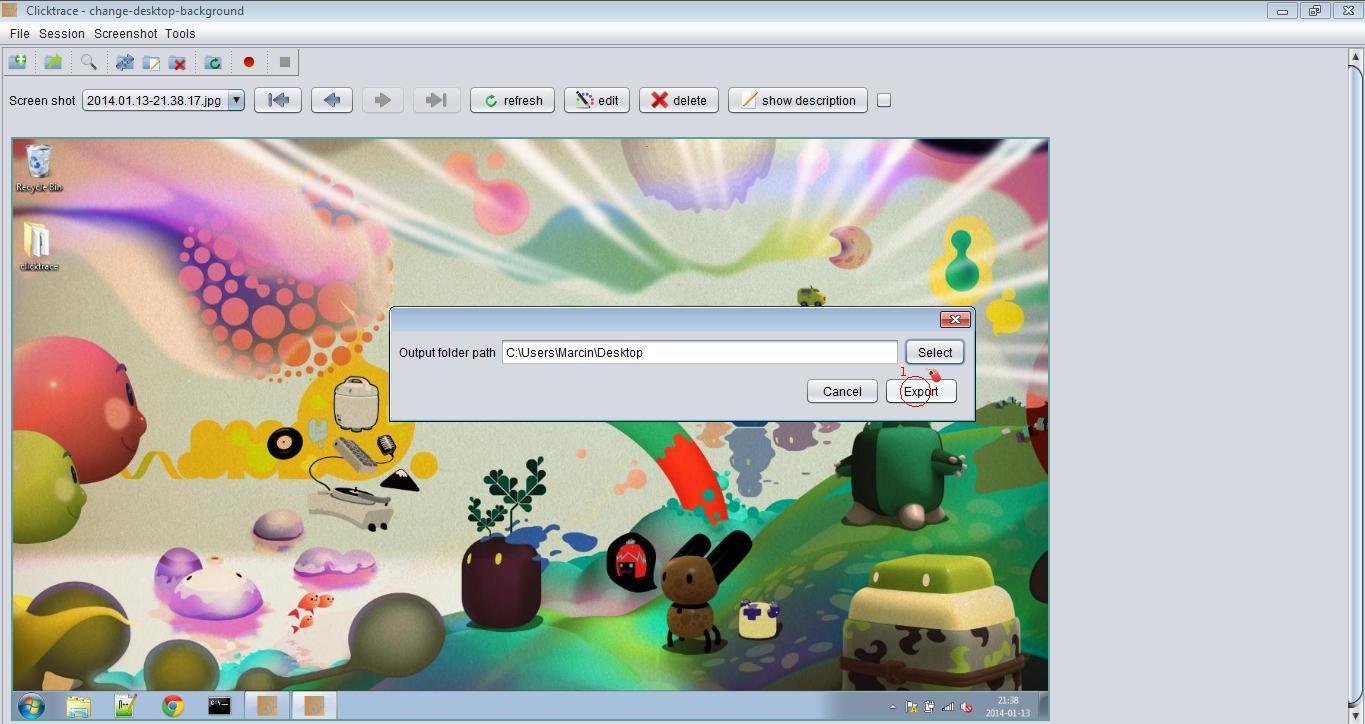 Clicktrace - change-desktop-background
File Session Screenshot Tools
Screen shot 2014.01.13-21.38.17.jpg refresh edit delete show description
Recycle Bin
clicktrace
Output folder path C:\Users\Marcin\Desktop Select
1
Cancel Export
21:38
2014-01-13